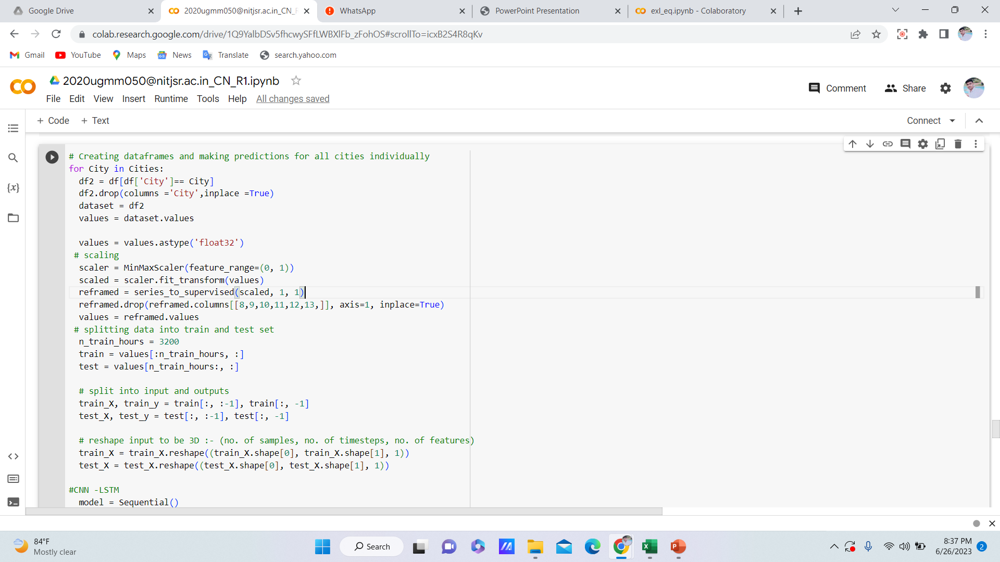 Google Drive
2020ugmm050@nitjsr.ac.in_CN_R
WhatsApp
PowerPoint Presentation
exl_eq.ipynb - Colaboratory
colab.research.google.com/drive/1Q9YalbDSv5fhcwySFfLWBXlFb_zFohOS#scrollTo=icxB2S4R8qKv
Gmail
YouTube
Maps
News
Translate
search.yahoo.com
2020ugmm050@nitjsr.ac.in_CN_R1.ipynb
Comment
Share
File Edit View Insert Runtime Tools Help All changes saved
+ Code + Text
Connect
# Creating dataframes and making predictions for all cities individually
for City in Cities:
df2 = df[df['City']== City]
df2.drop(columns ='City',inplace =True)
dataset = df2
values = dataset.values
values = values.astype('float32')
# scaling
scaler = MinMaxScaler(feature_range=(0, 1))
scaled = scaler.fit_transform(values)
reframed = series_to_supervised(scaled, 1, 1)
reframed.drop(reframed.columns[[8,9,10,11,12,13,]], axis=1, inplace=True)
values = reframed.values
# splitting data into train and test set
n_train_hours = 3200
train = values[:n_train_hours, :]
test = values[n_train_hours:, :]
# split into input and outputs
train_X, train_y = train[:, :-1], train[:, -1]
test_X, test_y = test[:, :-1], test[:, -1]
# reshape input to be 3D :- (no. of samples, no. of timesteps, no. of features)
train_X = train_X.reshape((train_X.shape[0], train_X.shape[1], 1))
test_X = test_X.reshape((test_X.shape[0], test_X.shape[1], 1))
#CNN -LSTM
model = Sequential()
84°F
Mostly clear
Search
8:37 PM
6/26/2023
2